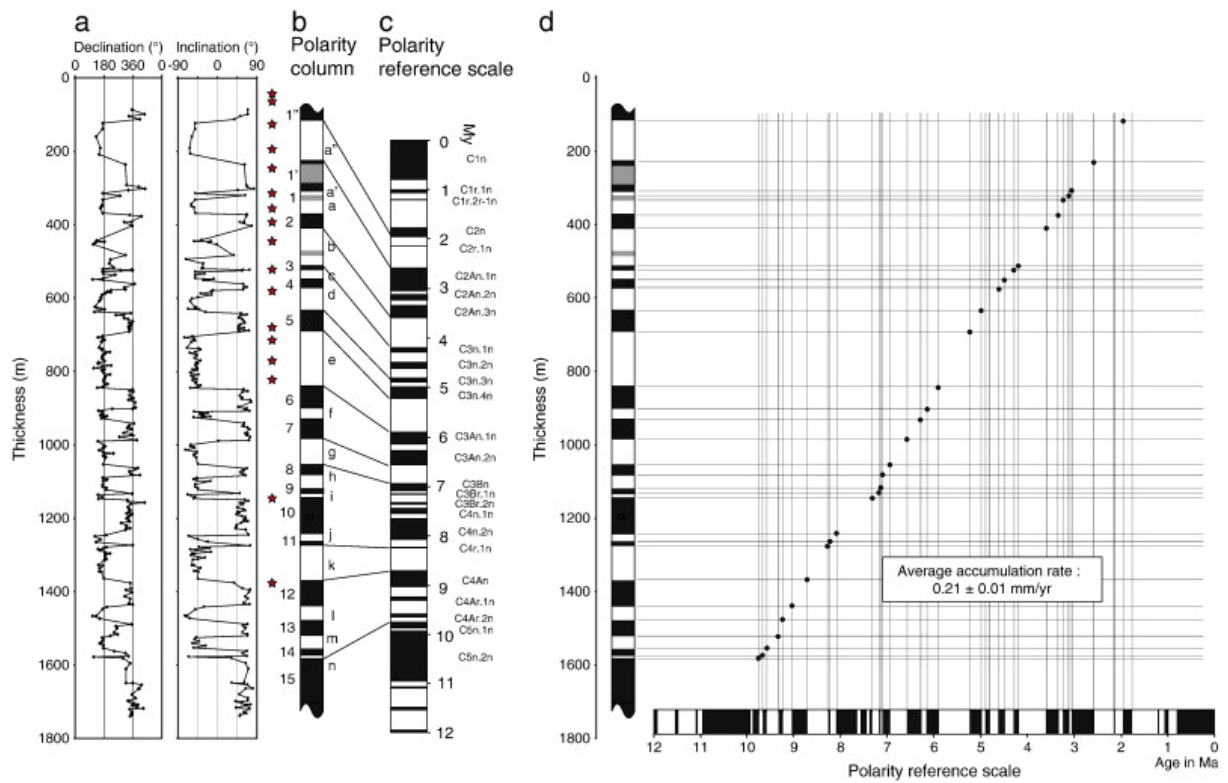 a
b
c
d
Declination (°)
Inclination (°)
Polarity
column
Polarity
reference scale
0 180 360 0
-90 0 90
Thickness (m)
0
200
400
600
800
1000
1200
1400
1600
1800
1"
a"
1'
a'
1
a
2
b
3
c
4
d
5
e
6
f
7
g
8
h
9
i
10
j
11
k
12
l
13
m
14
n
15
My
0
1
2
3
4
5
6
7
8
9
10
11
12
C1n
C1r.1n
C1r.2r-1n
C2n
C2r.1n
C2An.1n
C2An.2n
C2An.3n
C3n.1n
C3n.2n
C3n.3n
C3n.4n
C3An.1n
C3An.2n
C3Bn
C3Br.1n
C3Br.2n
C4n.1n
C4n.2n
C4r.1n
C4An
C4Ar.1n
C4Ar.2n
C5n.1n
C5n.2n
Thickness (m)
0
200
400
600
800
1000
1200
1400
1600
1800
Average accumulation rate :
0.21 ± 0.01 mm/yr
12 11 10 9 8 7 6 5 4 3 2 1 0
Polarity reference scale
Age in Ma